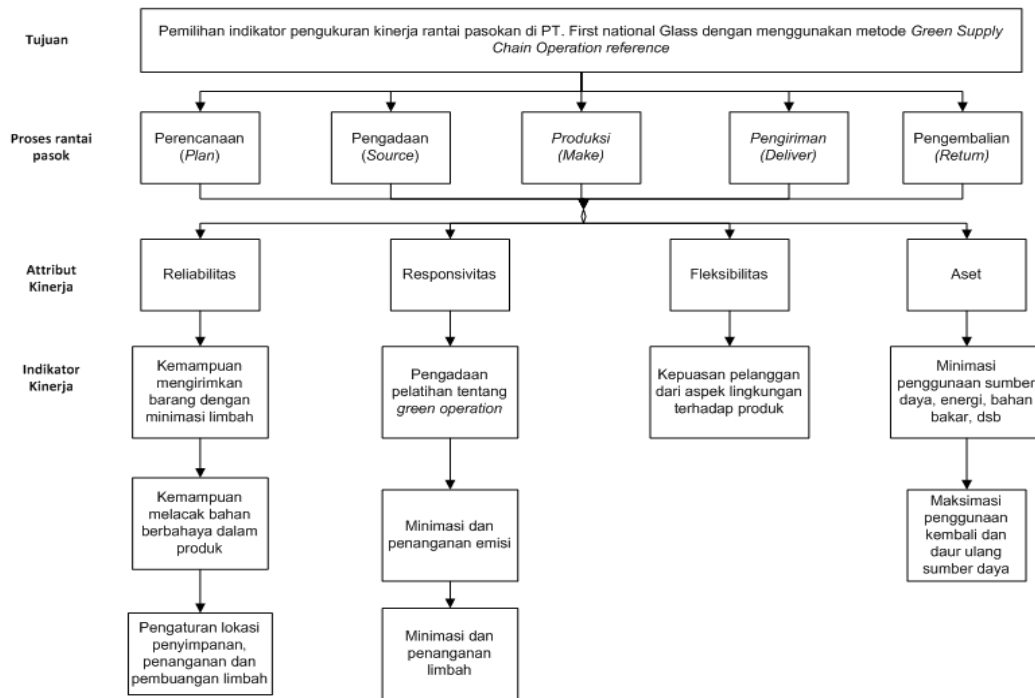 Tujuan
Pemilihan indikator pengukuran kinerja rantai pasokan di PT. First national Glass dengan menggunakan metode Green Supply
Chain Operation reference
Proses rantai
pasok
Perencanaan
(Plan)
Pengadaan
(Source)
Produksi
(Make)
Pengiriman
(Deliver)
Pengembalian
(Return)
Attribut
Kinerja
Reliabilitas
Responsivitas
Fleksibilitas
Aset
Indikator
Kinerja
Kemampuan
mengirimkan
barang dengan
minimasi limbah
Pengadaan
pelatihan tentang
green operation
Kepuasan pelanggan
dari aspek lingkungan
terhadap produk
Minimasi
penggunaan sumber
daya, energi, bahan
bakar, dsb
Kemampuan
melacak bahan
berbahaya dalam
produk
Minimasi dan
penanganan emisi
Maksimasi
penggunaan
kembali dan
daur ulang
sumber daya
Pengaturan lokasi
penyimpanan,
penanganan dan
pembuangan limbah
Minimasi dan
penanganan
limbah